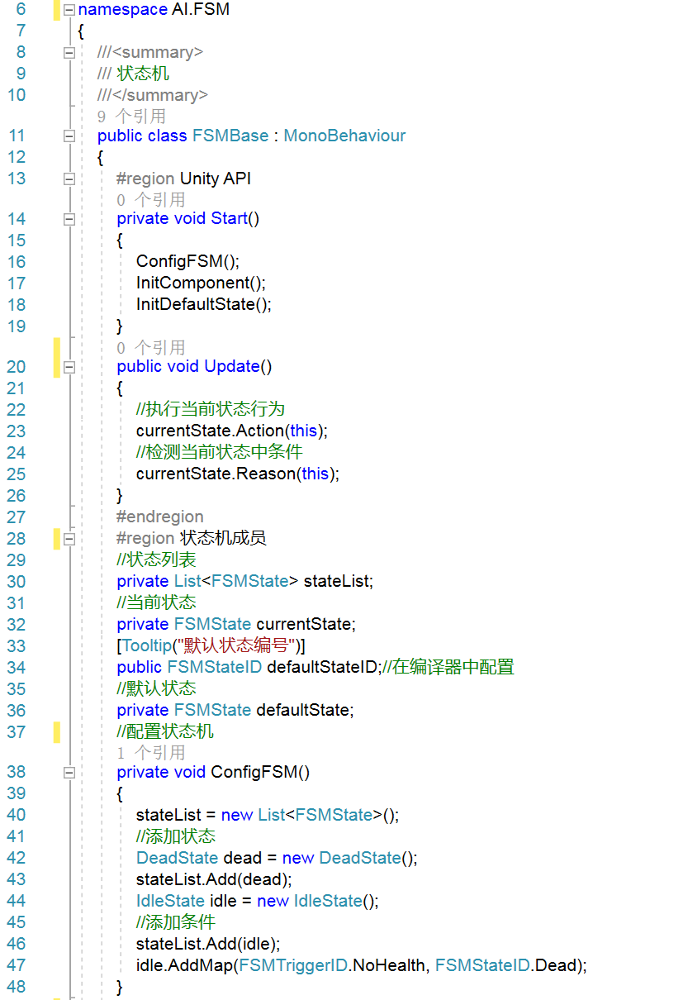 6 namespace AI.FSM
7 {
8 ///<summary>
9 /// 状态机
10 ///</summary>
9 个引用
11 public class FSMBase : MonoBehaviour
12 {
13 #region Unity API
0 个引用
14 private void Start()
15 {
16 ConfigFSM();
17 InitComponent();
18 InitDefaultState();
19 }
0 个引用
20 public void Update()
21 {
22 //执行当前状态行为
23 currentState.Action(this);
24 //检测当前状态中条件
25 currentState.Reason(this);
26 }
27 #endregion
28 #region 状态机成员
29 //状态列表
30 private List<FSMState> stateList;
31 //当前状态
32 private FSMState currentState;
33 [Tooltip("默认状态编号")]
34 public FSMStateID defaultStateID;//在编译器中配置
35 //默认状态
36 private FSMState defaultState;
37 //配置状态机
1 个引用
38 private void ConfigFSM()
39 {
40 stateList = new List<FSMState>();
41 //添加状态
42 DeadState dead = new DeadState();
43 stateList.Add(dead);
44 IdleState idle = new IdleState();
45 //添加条件
46 stateList.Add(idle);
47 idle.AddMap(FSMTriggerID.NoHealth, FSMStateID.Dead);
48 }